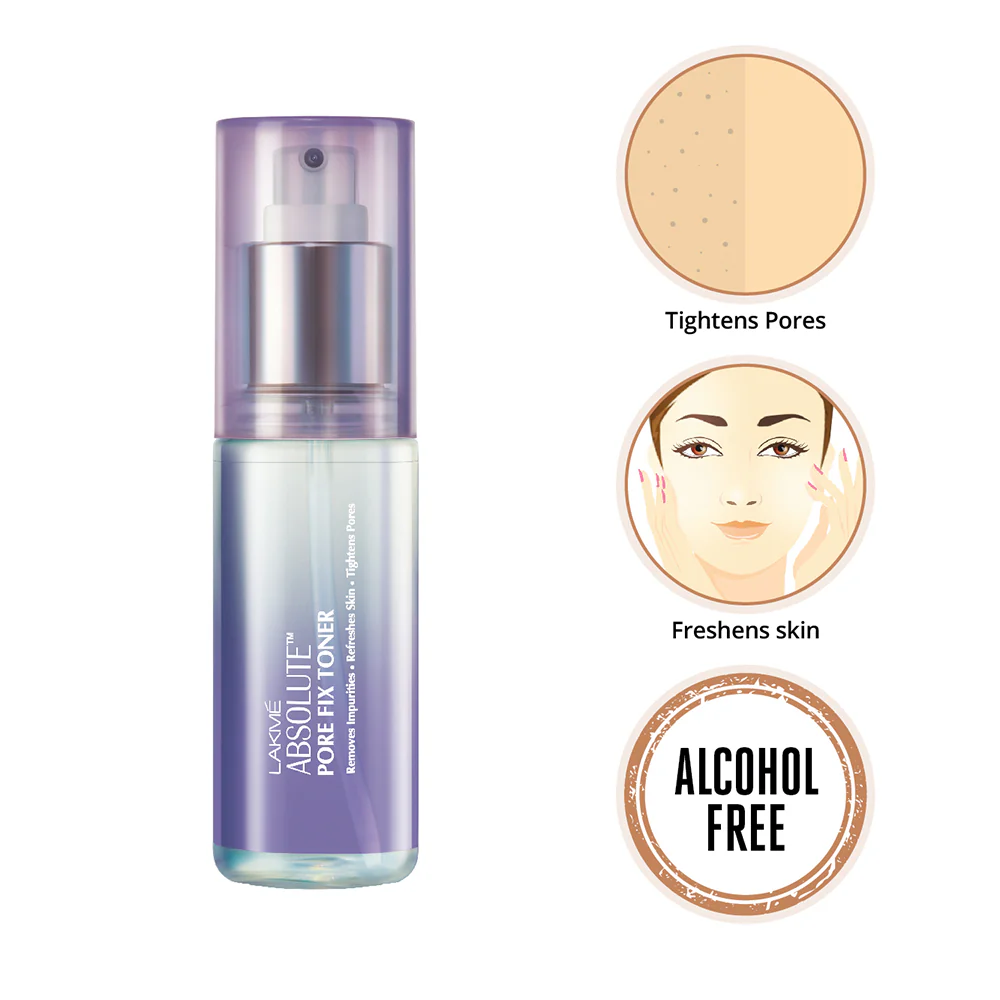 LAKMÉ
ABSOLUTE™
PORE FIX TONER
Removes Impurities • Refreshes Skin • Tightens Pores
Tightens Pores
Freshens skin
ALCOHOL
FREE